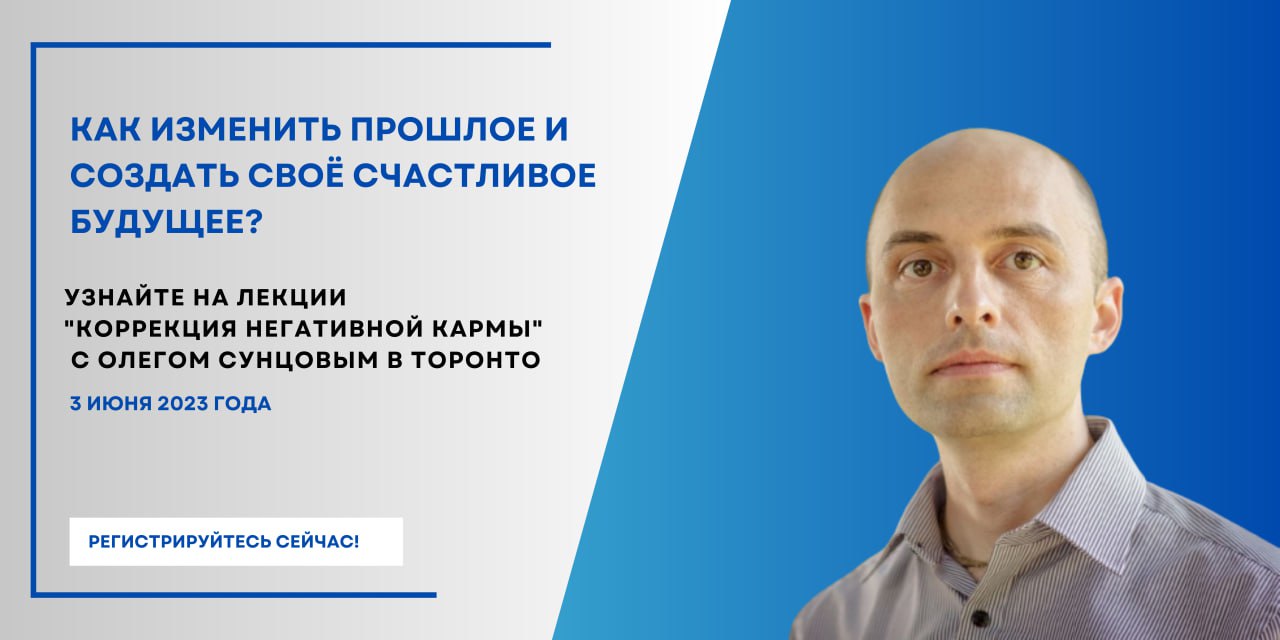 КАК ИЗМЕНИТЬ ПРОШЛОЕ И
СОЗДАТЬ СВОЁ СЧАСТЛИВОЕ
БУДУЩЕЕ?
УЗНАЙТЕ НА ЛЕКЦИИ
"КОРРЕКЦИЯ НЕГАТИВНОЙ КАРМЫ"
С ОЛЕГОМ СУНЦОВЫМ В ТОРОНТО
3 ИЮНЯ 2023 ГОДА
РЕГИСТРИРУЙТЕСЬ СЕЙЧАС!